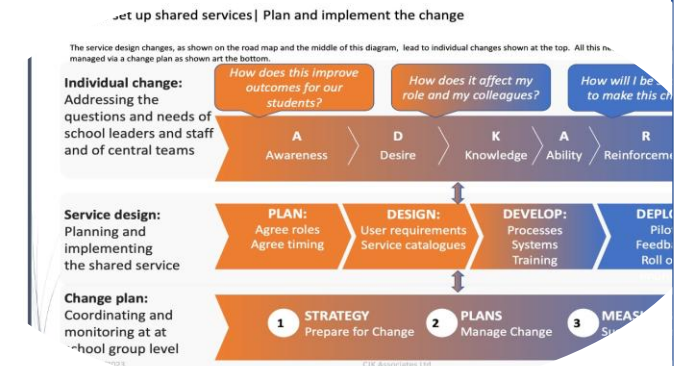 set up shared services| Plan and implement the change
The service design changes, as shown on the road map and the middle of this diagram, lead to individual changes shown at the top. All this
managed via a change plan as shown art the bottom.
Individual change:
Addressing the
questions and needs of
school leaders and staff
and of central teams
How does this improve
outcomes for our
students?
How does it affect my
role and my colleagues?
How will I be
to make this
A
Awareness
D
Desire
K
Knowledge
A
Ability
R
Service design:
Planning and
implementing
the shared service
PLAN:
Agree roles
Agree timing
DESIGN:
User requirements
Service catalogues
DEVELOP:
Processes
Systems
Training
Roll
Change plan:
Coordinating and
monitoring at at
school group level
1 STRATEGY
Prepare for Change
2 PLANS
Manage Change
3
CJK Associates Ltd